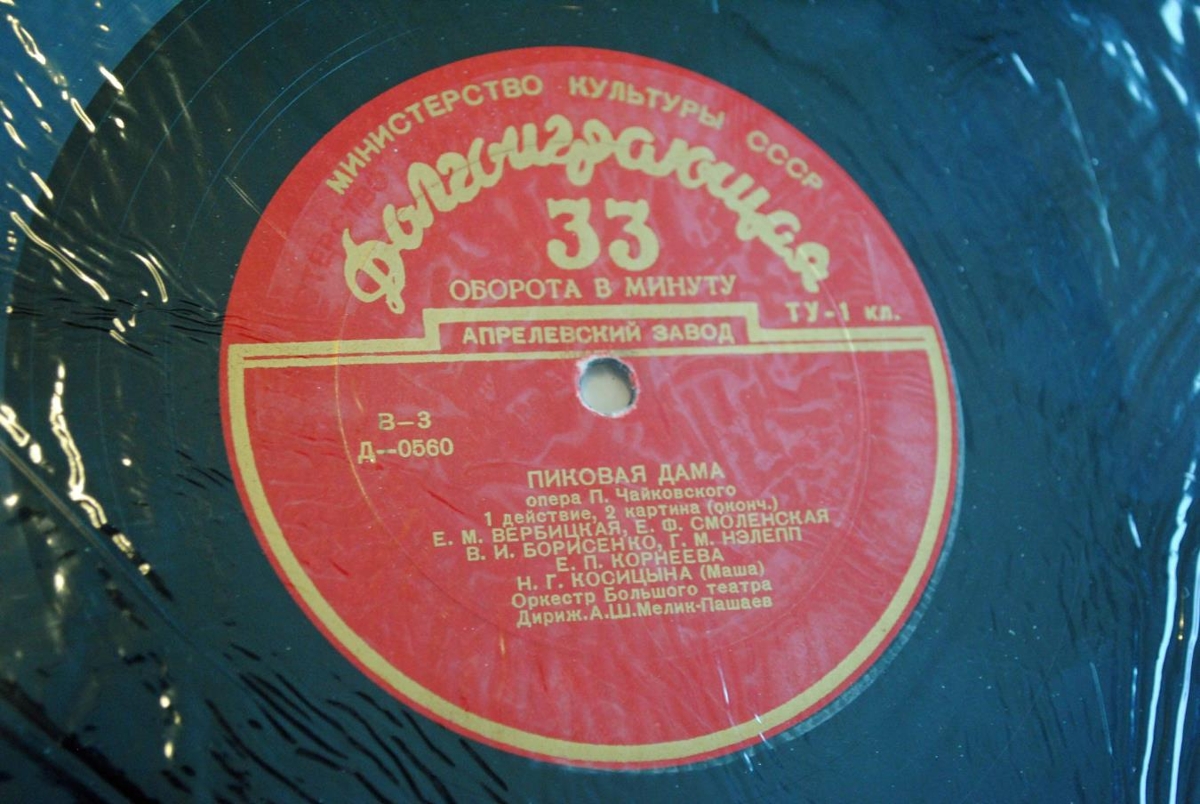 МИНИСТЕРСТВО КУЛЬТУРЫ СССР
Долгоиграющая
33
ОБОРОТА В МИНУТУ
ТУ-1 кл.
АПРЕЛЕВСКИЙ ЗАВОД
В-3
Д--0560
ПИКОВАЯ ДАМА
опера П. Чайковского
1 действие, 2 картина (оконч.)
Е. М. ВЕРБИЦКАЯ, Е. Ф. СМОЛЕНСКАЯ
В. И. БОРИСЕНКО, Г. М. НЭЛЕПП
Е. П. КОРНЕЕВА
Н. Г. КОСИЦЫНА (Маша)
Оркестр Большого театра
Дириж.А.Ш.Мелик-Пашаев